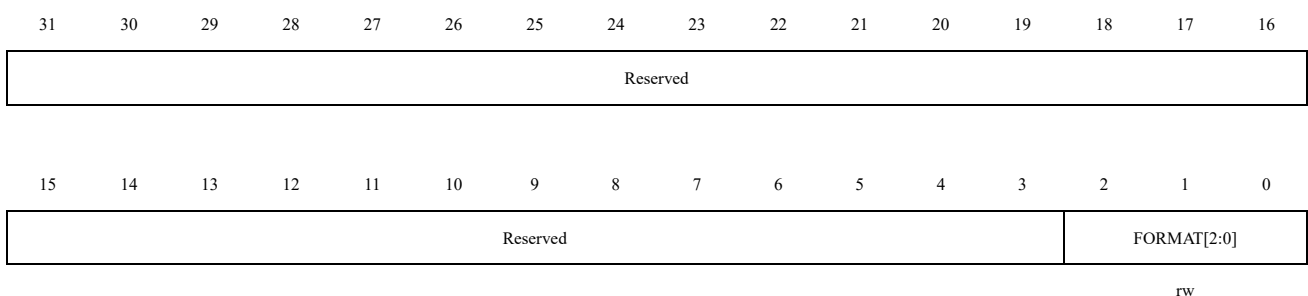 31 30 29 28 27 26 25 24 23 22 21 20 19 18 17 16
Reserved
15 14 13 12 11 10 9 8 7 6 5 4 3 2 1 0
Reserved FORMAT[2:0]
rw